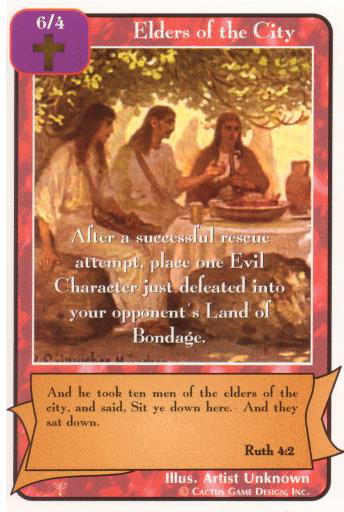 6/4
Elders of the City
After a successful rescue
attempt, place one Evil
Character just defeated into
your opponent's Land of
Bondage.
And he took ten men of the elders of the
city, and said, Sit ye down here. And they
sat down.
Ruth 4:2
Illus. Artist Unknown
© Cactus Game Design, Inc.